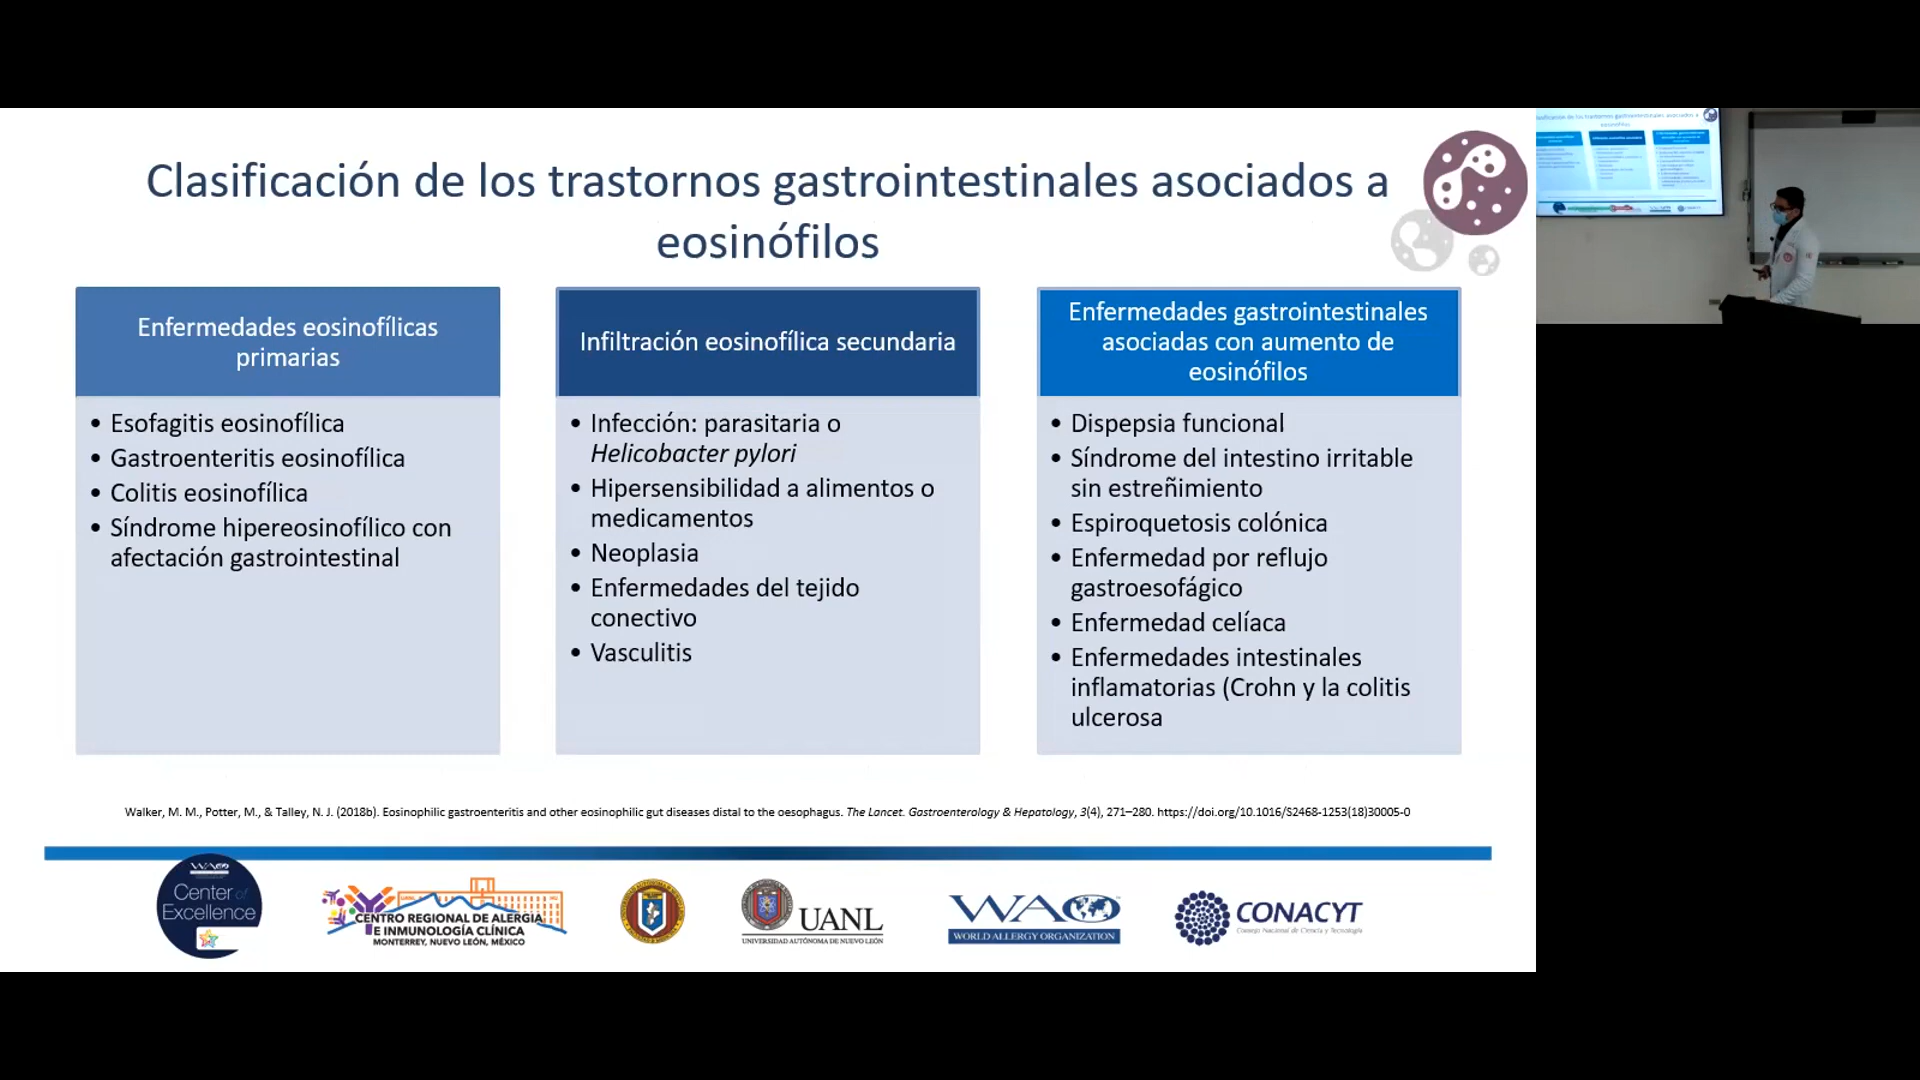 Clasificación de los trastornos gastrointestinales asociados a
eosinófilos
Enfermedades eosinofílicas
primarias
• Esofagitis eosinofílica
• Gastroenteritis eosinofílica
• Colitis eosinofílica
• Síndrome hipereosinofílico con
afectación gastrointestinal
Infiltración eosinofílica secundaria
• Infección: parasitaria o
Helicobacter pylori
• Hipersensibilidad a alimentos o
medicamentos
• Neoplasia
• Enfermedades del tejido
conectivo
• Vasculitis
Enfermedades gastrointestinales
asociadas con aumento de
eosinófilos
• Dispepsia funcional
• Síndrome del intestino irritable
sin estreñimiento
• Espiroquetosis colónica
• Enfermedad por reflujo
gastroesofágico
• Enfermedad celíaca
• Enfermedades intestinales
inflamatorias (Crohn y la colitis
ulcerosa
Walker, M. M., Potter, M., & Talley, N. J. (2018b). Eosinophilic gastroenteritis and other eosinophilic gut diseases distal to the oesophagus. The Lancet. Gastroenterology & Hepatology, 3(4), 271–280. https://doi.org/10.1016/S2468-1253(18)30005-0
WAO
Center of
Excellence
CENTRO REGIONAL DE ALERGIA
E INMUNOLOGÍA CLÍNICA
MONTERREY, NUEVO LEÓN, MÉXICO
UANL
UNIVERSIDAD AUTÓNOMA DE NUEVO LEÓN
WAO
WORLD ALLERGY ORGANIZATION
CONACYT
Consejo Nacional de Ciencia y Tecnología